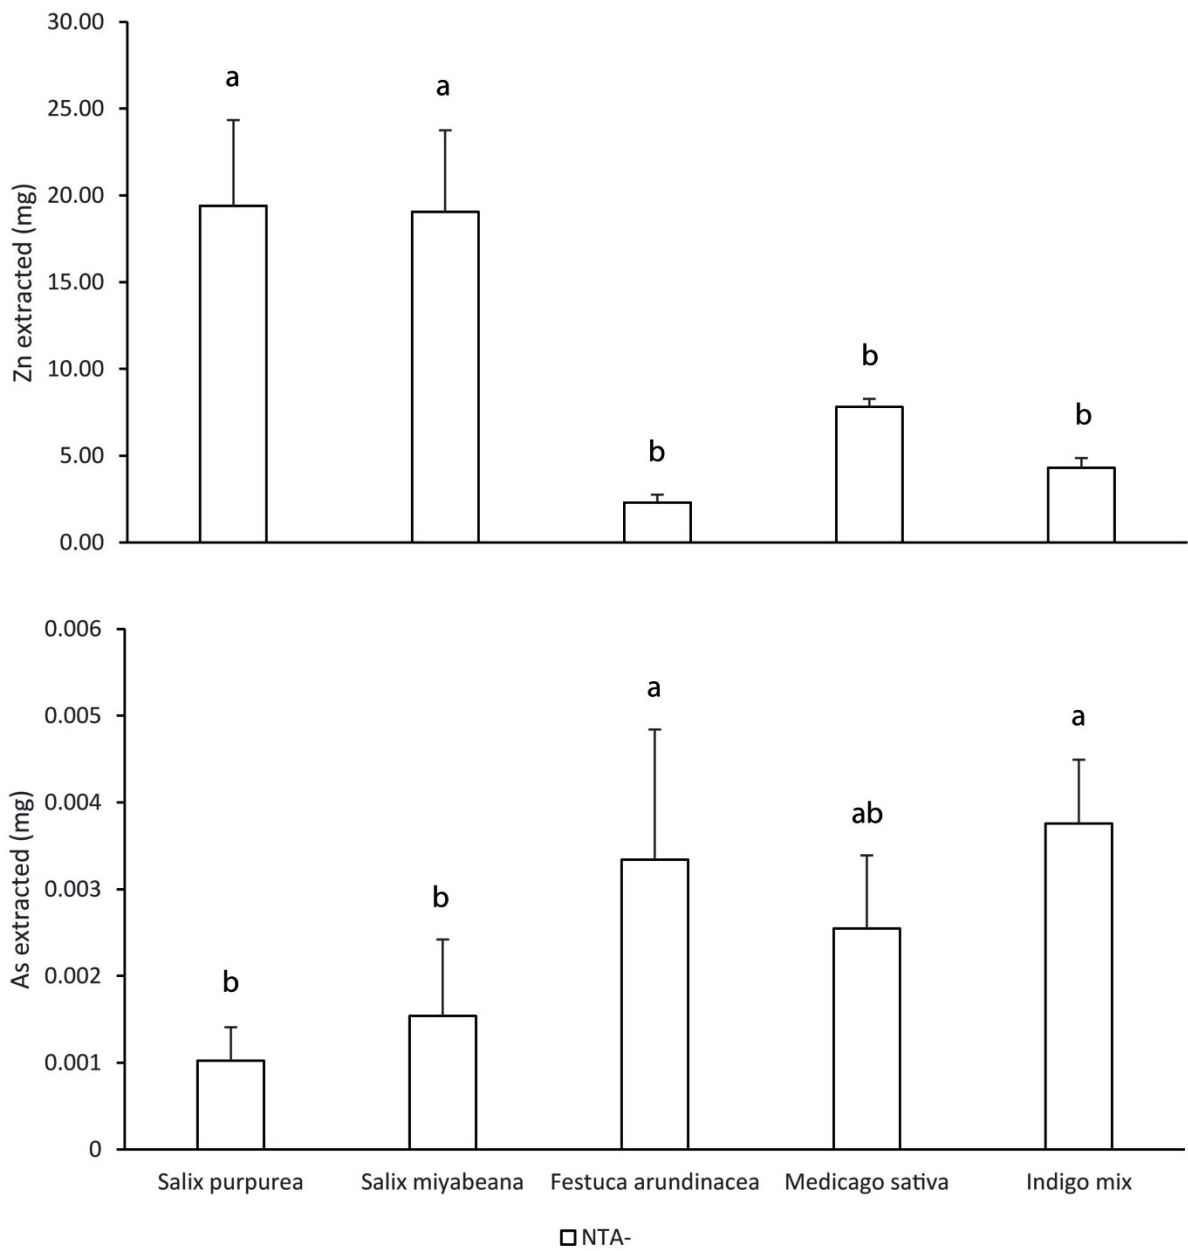 30.00
25.00
20.00
15.00
10.00
5.00
0.00
Zn extracted (mg)
a
a
b
b
b
0.006
0.005
0.004
0.003
0.002
0.001
0
As extracted (mg)
b
b
a
ab
a
Salix purpurea Salix miyabeana Festuca arundinacea Medicago sativa Indigo mix
NTA-